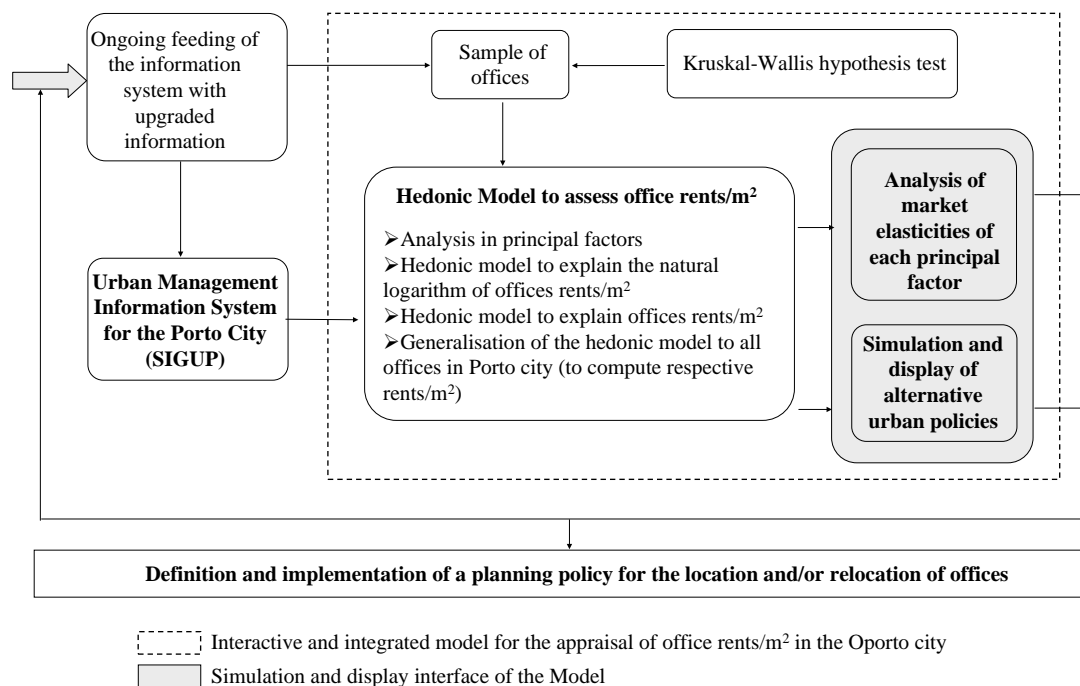 Ongoing feeding of
the information
system with
upgraded
information
Sample of
offices
Kruskal-Wallis hypothesis test
Urban Management
Information System
for the Porto City
(SIGUP)
Hedonic Model to assess office rents/m²
➢Analysis in principal factors
➢Hedonic model to explain the natural
logarithm of offices rents/m²
➢Hedonic model to explain offices rents/m²
➢Generalisation of the hedonic model to all
offices in Porto city (to compute respective
rents/m²)
Analysis of
market
elasticities of
each principal
factor
Simulation and
display of
alternative
urban policies
Definition and implementation of a planning policy for the location and/or relocation of offices
Interactive and integrated model for the appraisal of office rents/m² in the Oporto city
Simulation and display interface of the Model